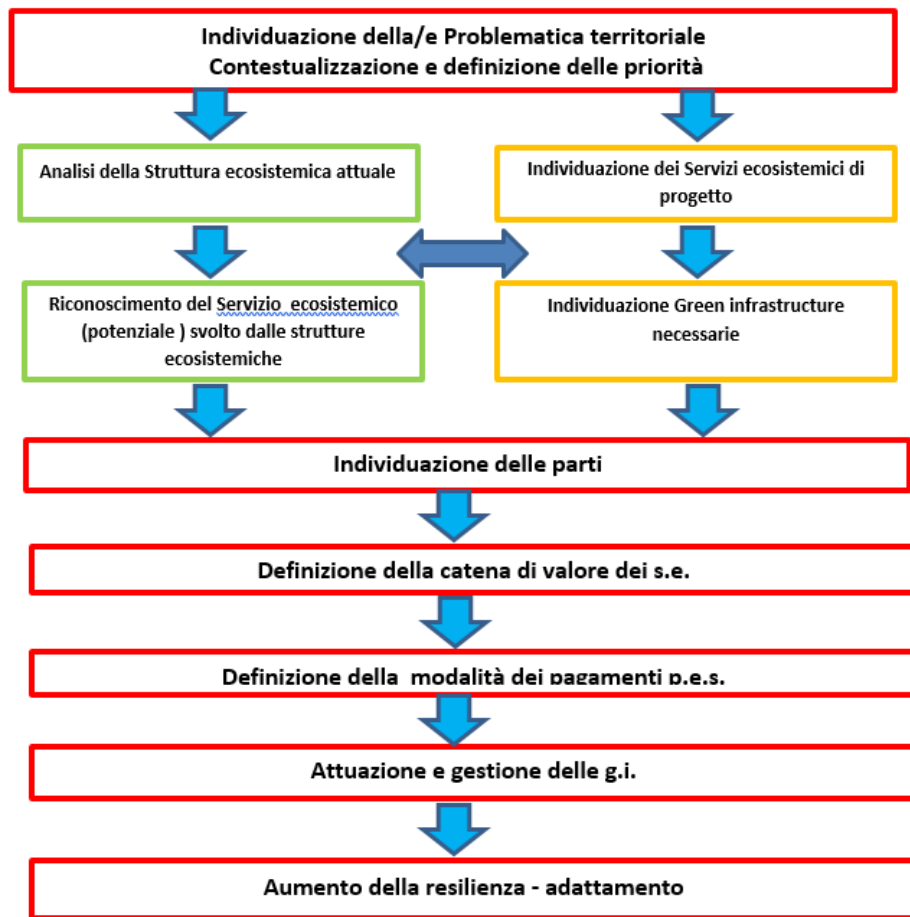 Individuazione della/e Problematica territoriale
Contestualizzazione e definizione delle priorità
Analisi della Struttura ecosistemica attuale
Individuazione dei Servizi ecosistemici di
progetto
Riconoscimento del Servizio ecosistemico
(potenziale ) svolto dalle strutture
ecosistemiche
Individuazione Green infrastructure
necessarie
Individuazione delle parti
Definizione della catena di valore dei s.e.
Definizione della modalità dei pagamenti p.e.s.
Attuazione e gestione delle g.i.
Aumento della resilienza - adattamento